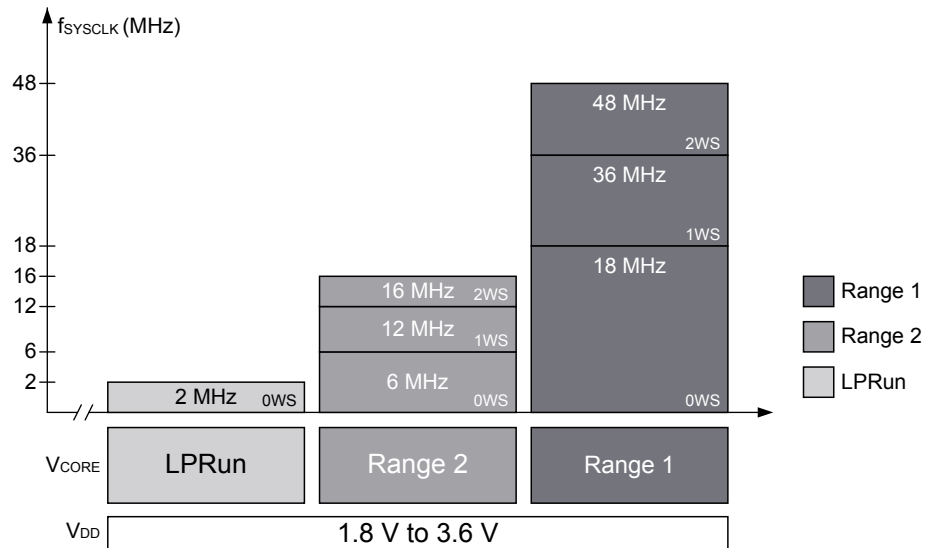 fSYSCLK (MHz)
48
36
18
16
12
6
2
48 MHz
2WS
36 MHz
1WS
18 MHz
0WS
16 MHz 2WS
12 MHz 1WS
6 MHz
0WS
2 MHz 0WS
Range 1
Range 2
LPRun
VCORE
LPRun
Range 2
Range 1
VDD
1.8 V to 3.6 V